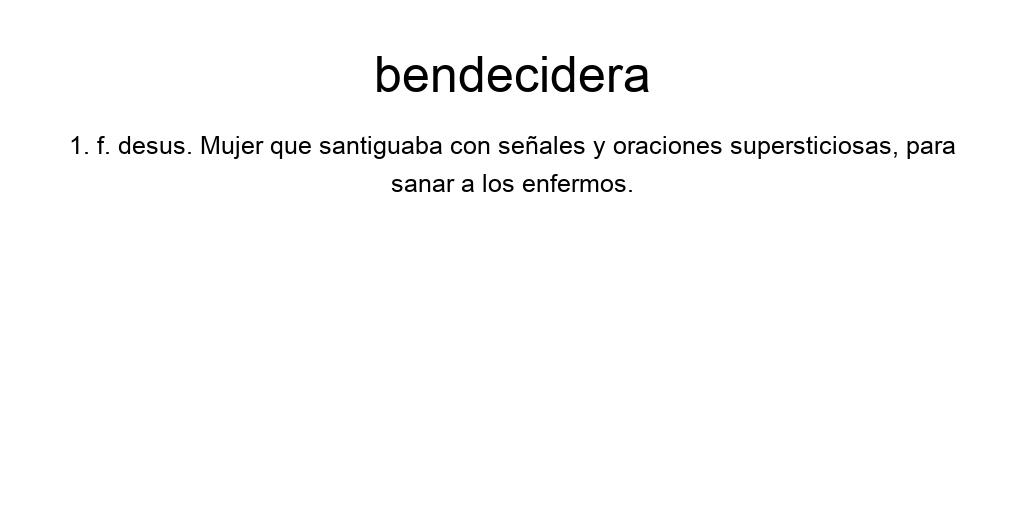 bendecidera
1. f. desus. Mujer que santiguaba con señales y oraciones supersticiosas, para
sanar a los enfermos.